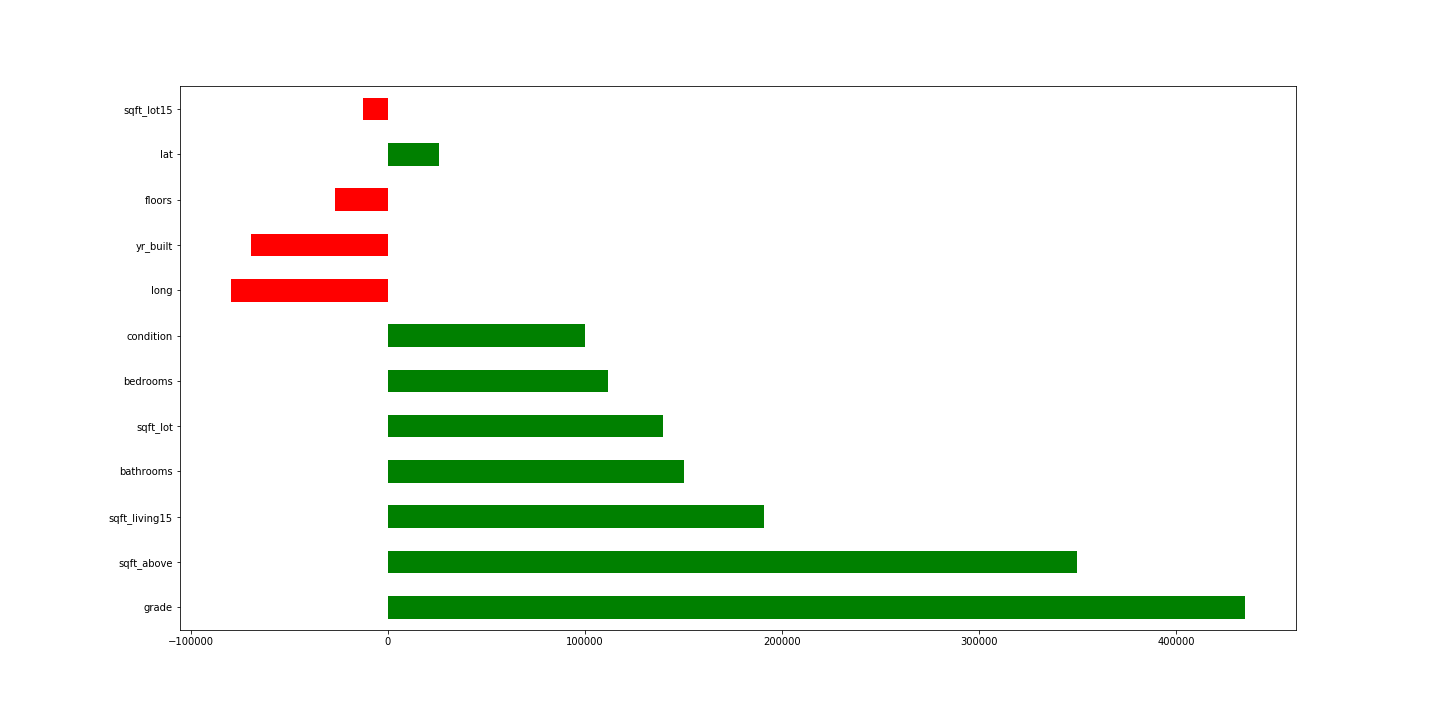 sqft_lot15
lat
floors
yr_built
long
condition
bedrooms
sqft_lot
bathrooms
sqft_living15
sqft_above
grade
−100000 0 100000 200000 300000 400000